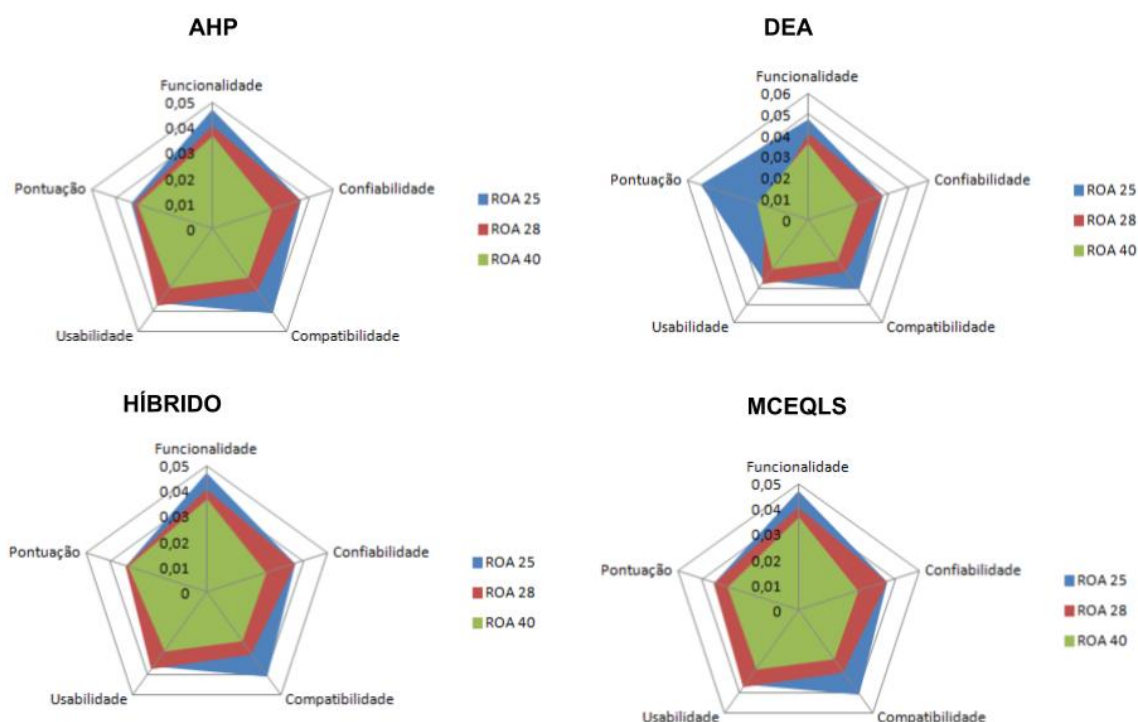 AHP
Funcionalidade
0,05
0,04
0,03
0,02
0,01
0
Pontuação
Confiabilidade
Usabilidade
Compatibilidade
ROA 25
ROA 28
ROA 40
DEA
Funcionalidade
0,06
0,05
0,04
0,03
0,02
0,01
0
Pontuação
Confiabilidade
Usabilidade
Compatibilidade
ROA 25
ROA 28
ROA 40
HÍBRIDO
Funcionalidade
0,05
0,04
0,03
0,02
0,01
0
Pontuação
Confiabilidade
Usabilidade
Compatibilidade
ROA 25
ROA 28
ROA 40
MCEQLS
Funcionalidade
0,05
0,04
0,03
0,02
0,01
0
Pontuação
Confiabilidade
Usabilidade
Compatibilidade
ROA 25
ROA 28
ROA 40